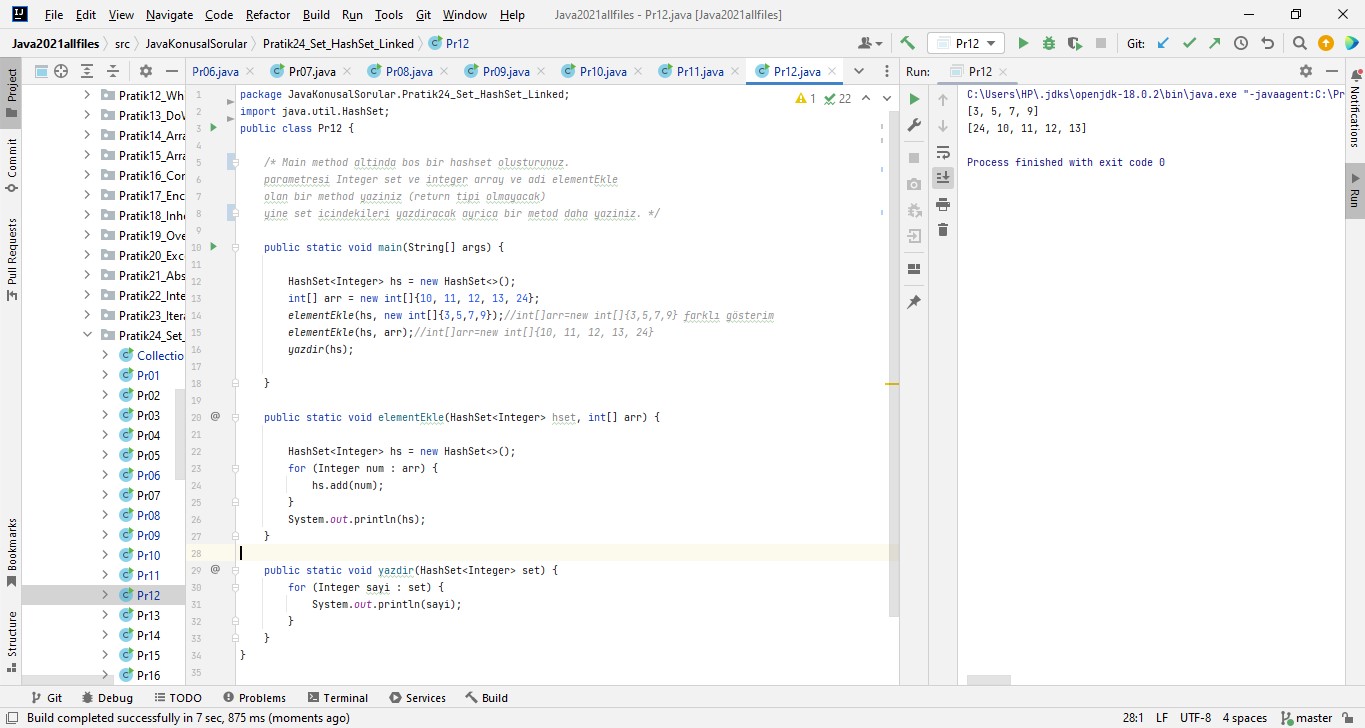 File Edit View Navigate Code Refactor Build Run Tools Git Window Help Java2021allfiles - Pr12.java [Java2021allfiles]
Java2021allfiles src JavaKonusalSorular Pratik24_Set_HashSet_Linked Pr12 Pr12 Git:
Project
Commit
Pull Requests
Bookmarks
Structure
Pratik12_Wh
Pratik13_DoV
Pratik14_Arra
Pratik15_Arra
Pratik16_Cor
Pratik17_Enc
Pratik18_Inhe
Pratik19_Ove
Pratik20_Exc
Pratik21_Abs
Pratik22_Inte
Pratik23_Itera
Pratik24_Set_
Collectio
Pr01
Pr02
Pr03
Pr04
Pr05
Pr06
Pr07
Pr08
Pr09
Pr10
Pr11
Pr12
Pr13
Pr14
Pr15
Pr16
Pr06.java Pr07.java Pr08.java Pr09.java Pr10.java Pr11.java Pr12.java
1 22
1 package JavaKonusalSorular.Pratik24_Set_HashSet_Linked;
2 import java.util.HashSet;
3 public class Pr12 {
4
5 /* Main method altinda bos bir hashset olusturunuz.
6 parametresi Integer set ve integer array ve adi elementEkle
7 olan bir method yaziniz (return tipi olmayacak)
8 yine set icindekileri yazdiracak ayrica bir metod daha yaziniz. */
9
10 public static void main(String[] args) {
11
12 HashSet<Integer> hs = new HashSet<>();
13 int[] arr = new int[]{10, 11, 12, 13, 24};
14 elementEkle(hs, new int[]{3,5,7,9});//int[]arr=new int[]{3,5,7,9} farklı gösterim
15 elementEkle(hs, arr);//int[]arr=new int[]{10, 11, 12, 13, 24}
16 yazdir(hs);
17
18 }
19
20 @ public static void elementEkle(HashSet<Integer> hset, int[] arr) {
21
22 HashSet<Integer> hs = new HashSet<>();
23 for (Integer num : arr) {
24 hs.add(num);
25 }
26 System.out.println(hs);
27 }
28
29 @ public static void yazdir(HashSet<Integer> set) {
30 for (Integer sayi : set) {
31 System.out.println(sayi);
32 }
33 }
34 }
35
Run: Pr12
C:\Users\HP\.jdks\openjdk-18.0.2\bin\java.exe "-javaagent:C:\Pr
[3, 5, 7, 9]
[24, 10, 11, 12, 13]
Process finished with exit code 0
Notifications
Run
Git Debug TODO Problems Terminal Services Build
Build completed successfully in 7 sec, 875 ms (moments ago) 28:1 LF UTF-8 4 spaces master